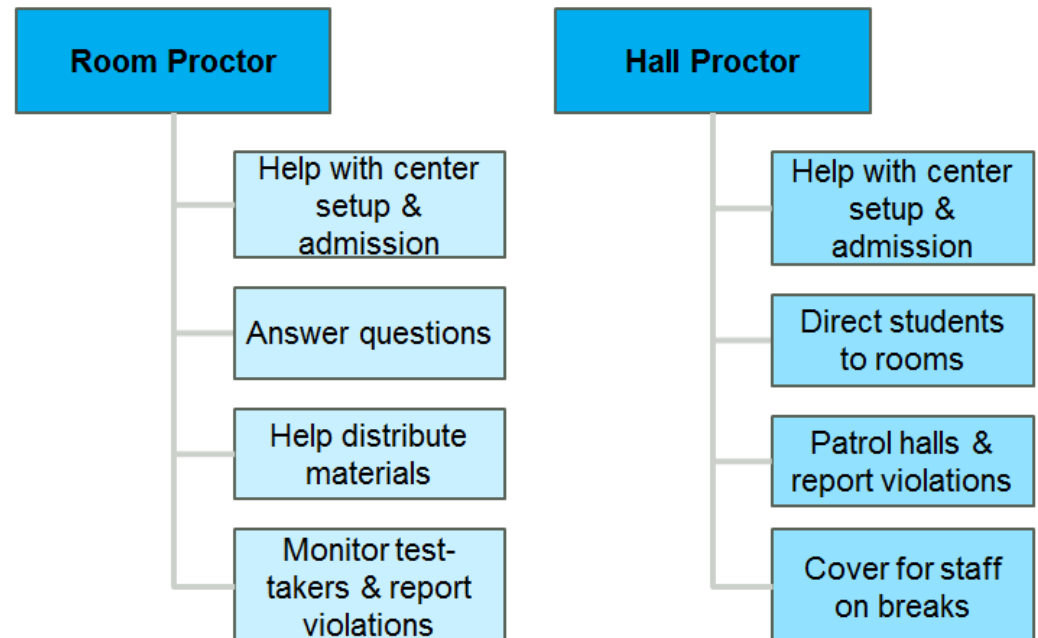 Room Proctor
Help with center
setup &
admission
Answer questions
Help distribute
materials
Monitor test-
takers & report
violations
Hall Proctor
Help with center
setup &
admission
Direct students
to rooms
Patrol halls &
report violations
Cover for staff
on breaks